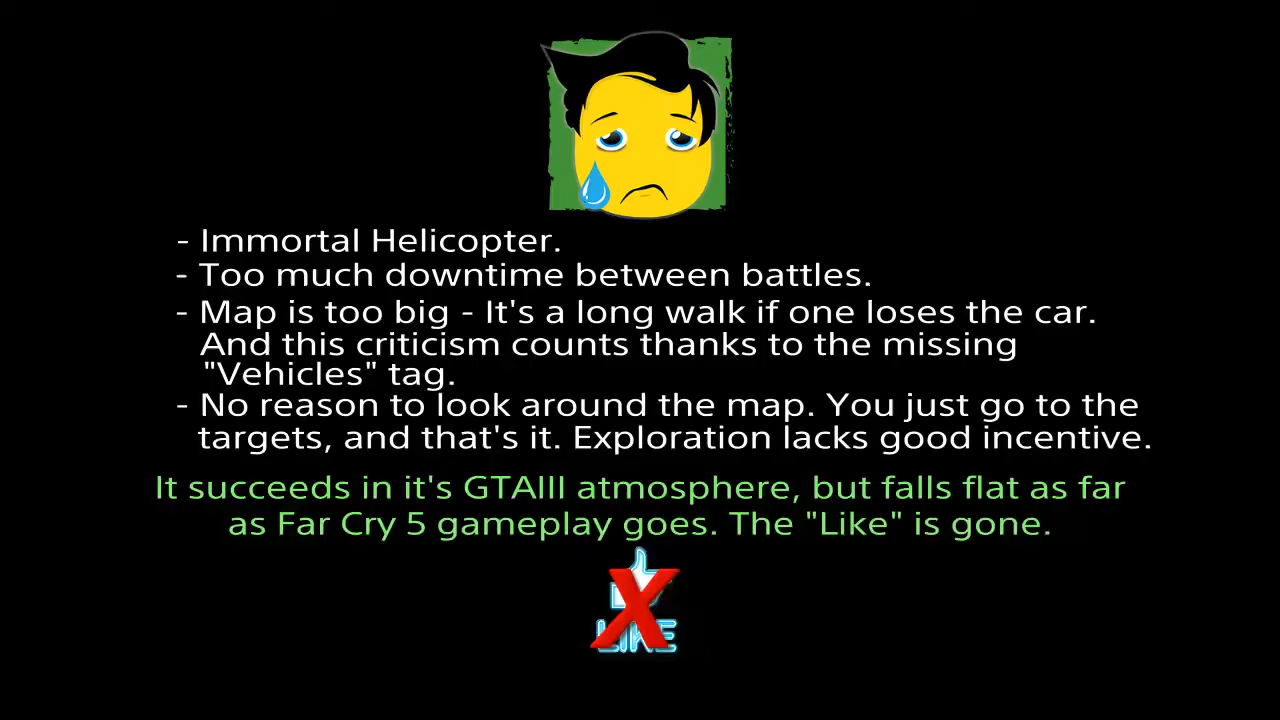 - Immortal Helicopter.
- Too much downtime between battles.
- Map is too big - It's a long walk if one loses the car.
And this criticism counts thanks to the missing
"Vehicles" tag.
- No reason to look around the map. You just go to the
targets, and that's it. Exploration lacks good incentive.
It succeeds in it's GTAIII atmosphere, but falls flat as far
as Far Cry 5 gameplay goes. The "Like" is gone.
X
LIKE